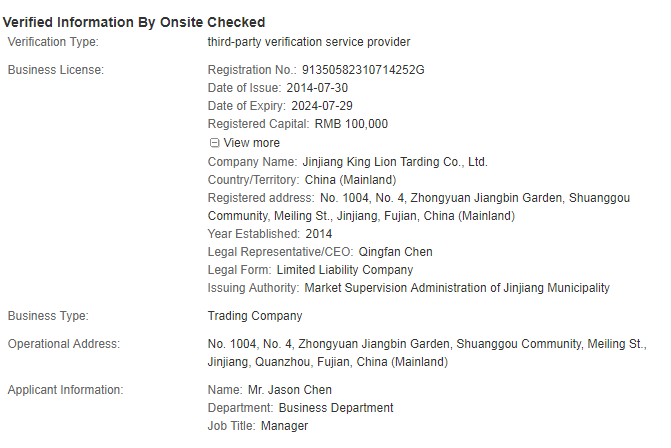 Verified Information By Onsite Checked
Verification Type: third-party verification service provider
Business License: Registration No.: 91350582310714252G
Date of Issue: 2014-07-30
Date of Expiry: 2024-07-29
Registered Capital: RMB 100,000
View more
Company Name: Jinjiang King Lion Tarding Co., Ltd.
Country/Territory: China (Mainland)
Registered address: No. 1004, No. 4, Zhongyuan Jiangbin Garden, Shuanggou
Community, Meiling St., Jinjiang, Fujian, China (Mainland)
Year Established: 2014
Legal Representative/CEO: Qingfan Chen
Legal Form: Limited Liability Company
Issuing Authority: Market Supervision Administration of Jinjiang Municipality
Business Type: Trading Company
Operational Address: No. 1004, No. 4, Zhongyuan Jiangbin Garden, Shuanggou Community, Meiling St.,
Jinjiang, Quanzhou, Fujian, China (Mainland)
Applicant Information: Name: Mr. Jason Chen
Department: Business Department
Job Title: Manager